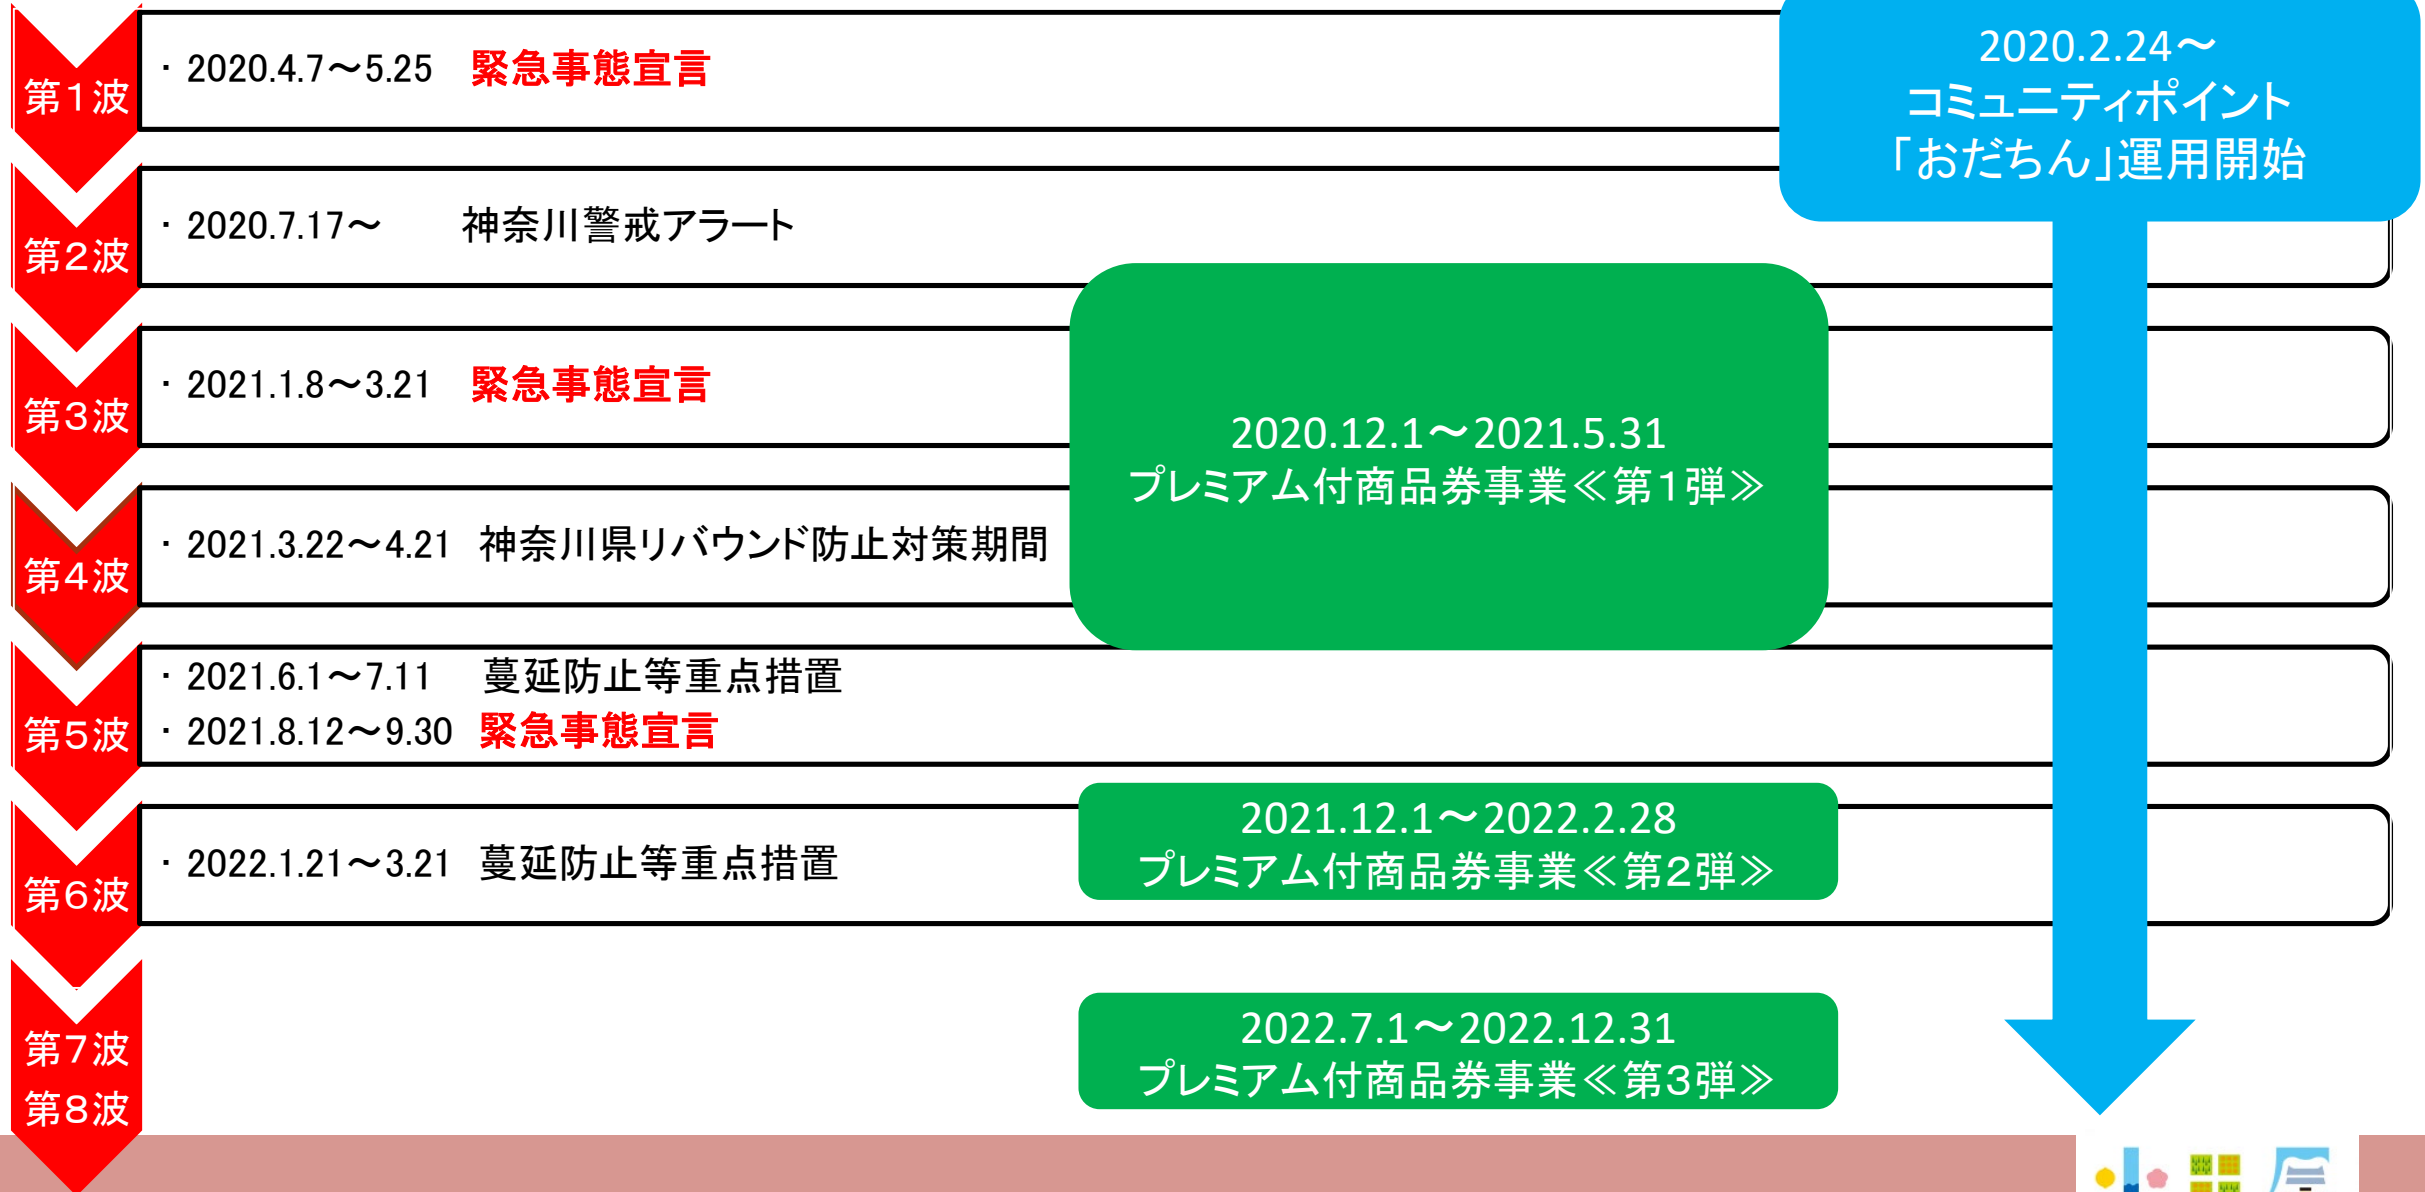 第１波
・2020.4.7～5.25　緊急事態宣言
2020.2.24～
コミュニティポイント
「おだちん」運用開始
第２波
・2020.7.17～　　神奈川警戒アラート
第３波
・2021.1.8～3.21　緊急事態宣言
2020.12.1～2021.5.31
プレミアム付商品券事業≪第１弾≫
第４波
・2021.3.22～4.21　神奈川県リバウンド防止対策期間
第５波
・2021.6.1～7.11　蔓延防止等重点措置
・2021.8.12～9.30　緊急事態宣言
第６波
・2022.1.21～3.21　蔓延防止等重点措置
2021.12.1～2022.2.28
プレミアム付商品券事業≪第２弾≫
第７波
第８波
2022.7.1～2022.12.31
プレミアム付商品券事業≪第３弾≫